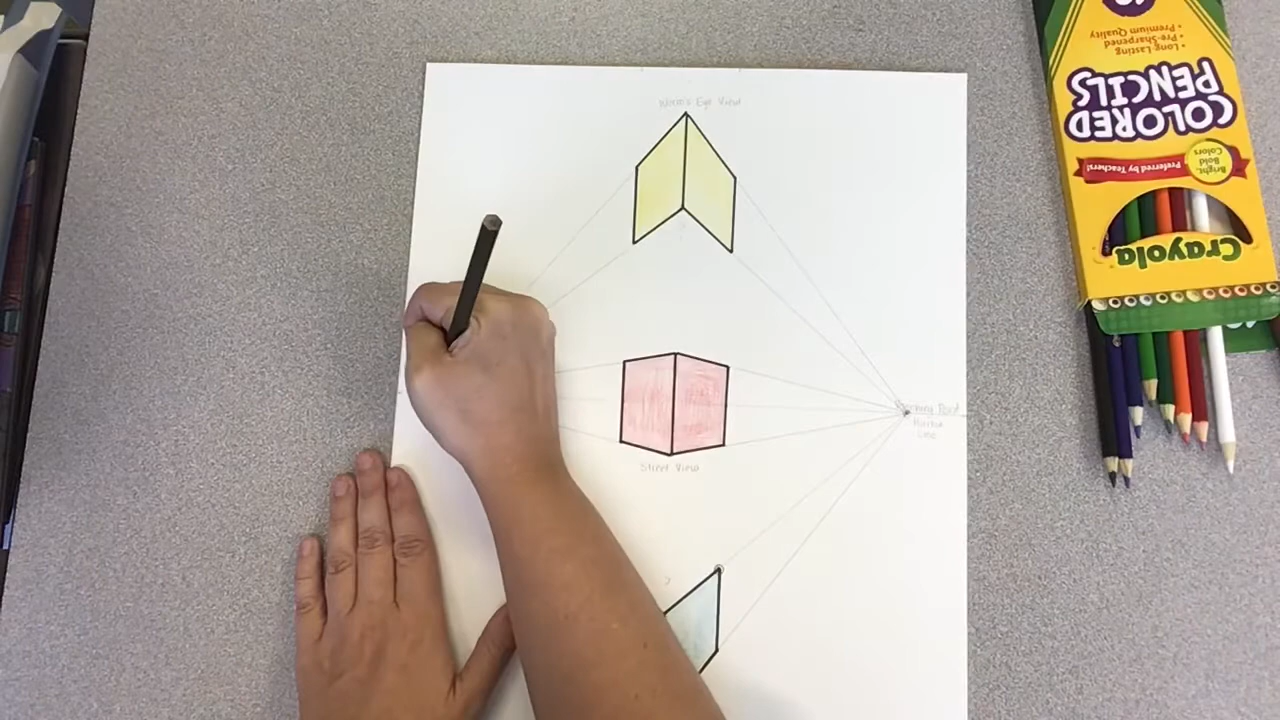 Worm's Eye View
Vanishing Point
Horizon
Line
Street View
Crayola
COLORED
PENCILS
Preferred by Teachers!
Bright,
Bold
Colors
• Long Lasting
• Pre-Sharpened
• Premium Quality